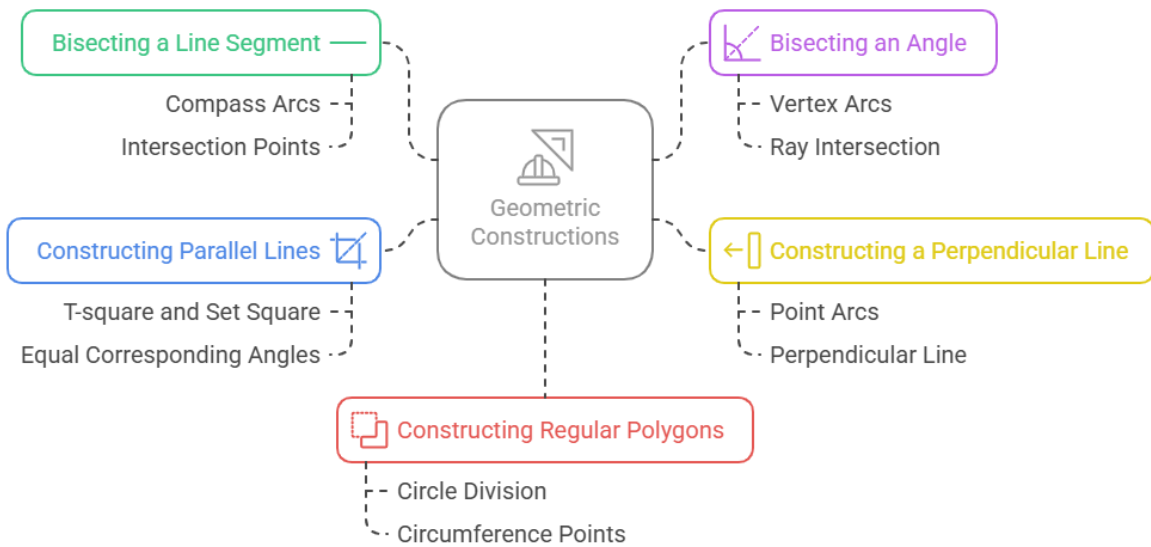 Bisecting a Line Segment
Compass Arcs
Intersection Points
Bisecting an Angle
Vertex Arcs
Ray Intersection
Geometric
Constructions
Constructing Parallel Lines
T-square and Set Square
Equal Corresponding Angles
Constructing a Perpendicular Line
Point Arcs
Perpendicular Line
Constructing Regular Polygons
Circle Division
Circumference Points